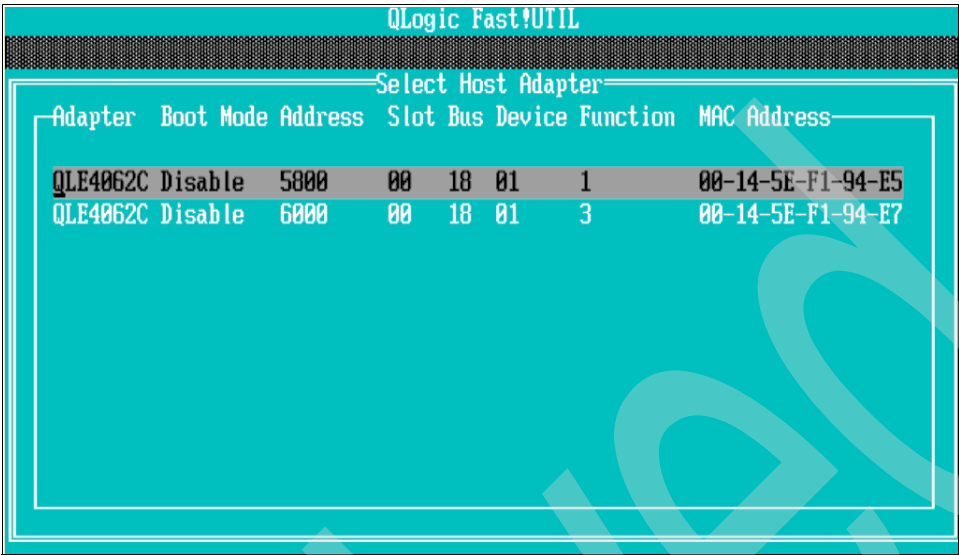 QLogic Fast!UTIL
Select Host Adapter
Adapter Boot Mode Address Slot Bus Device Function MAC Address
QLE4062C Disable 5800 00 18 01 1 00-14-5E-F1-94-E5
QLE4062C Disable 6000 00 18 01 3 00-14-5E-F1-94-E7